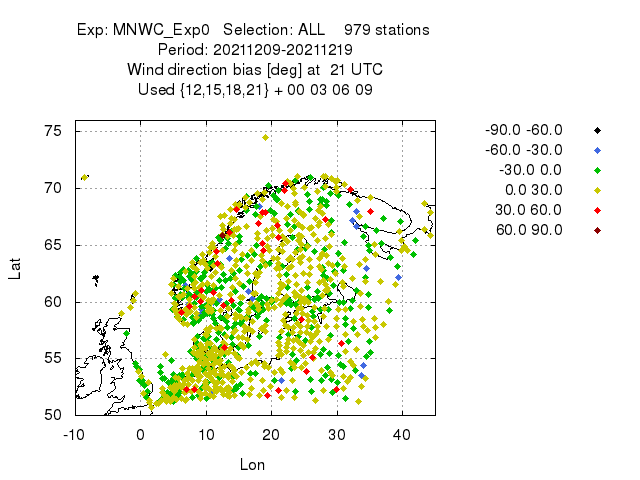 Exp: MNWC_Exp0   Selection: ALL    979 stations
Period: 20211209-20211219
Wind direction bias [deg] at  21 UTC
Used {12,15,18,21} + 00 03 06 09
-90.0 -60.0
-60.0 -30.0
-30.0 0.0
0.0 30.0
30.0 60.0
60.0 90.0
75
70
65
60
55
50
Lat
-10 0 10 20 30 40
Lon